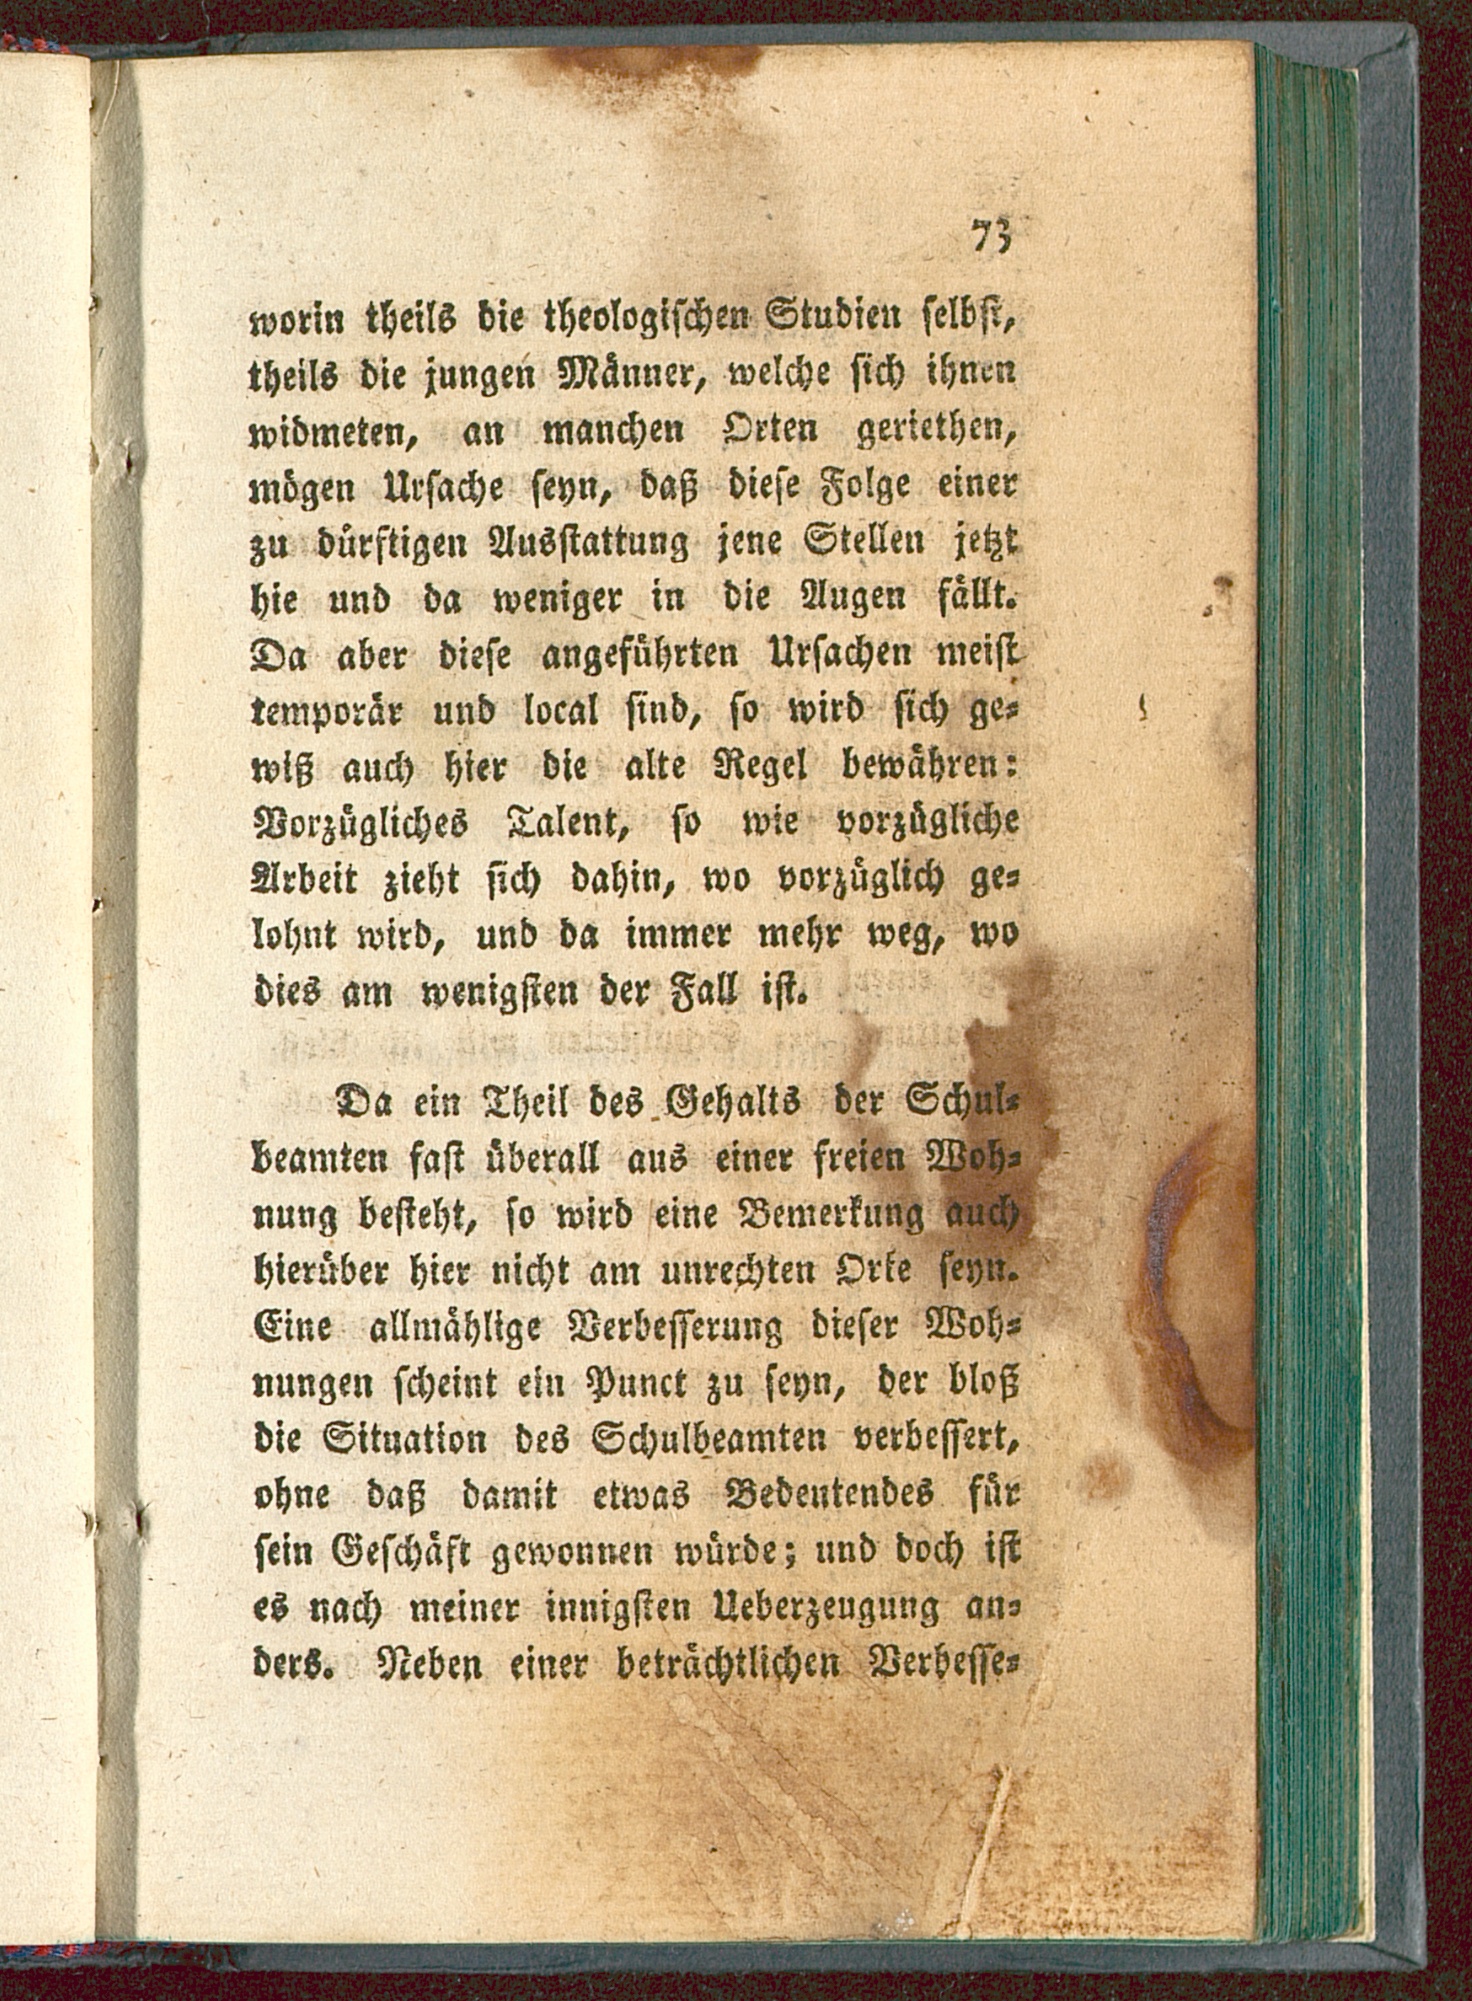 73
worin theils die theologischen Studien selbst,
theils die jungen Männer, welche sich ihnen
widmeten, an manchen Orten geriethen,
mögen Ursache seyn, daß diese Folge einer
zu dürftigen Ausstattung jene Stellen jetzt
hie und da weniger in die Augen fällt.
Da aber diese angeführten Ursachen meist
temporär und local sind, so wird sich ge-
wiß auch hier die alte Regel bewähren:
Vorzügliches Talent, so wie vorzügliche
Arbeit zieht sich dahin, wo vorzüglich ge-
lohnt wird, und da immer mehr weg, wo
dies am wenigsten der Fall ist.
Da ein Theil des Gehalts der Schul-
beamten fast überall aus einer freien Woh-
nung besteht, so wird eine Bemerkung auch
hierüber hier nicht am unrechten Orte seyn.
Eine allmählige Verbesserung dieser Woh-
nungen scheint ein Punct zu seyn, der bloß
die Situation des Schulbeamten verbessert,
ohne daß damit etwas Bedeutendes für
sein Geschäft gewonnen würde; und doch ist
es nach meiner innigsten Ueberzeugung an-
ders. Neben einer beträchtlichen Verbesse-